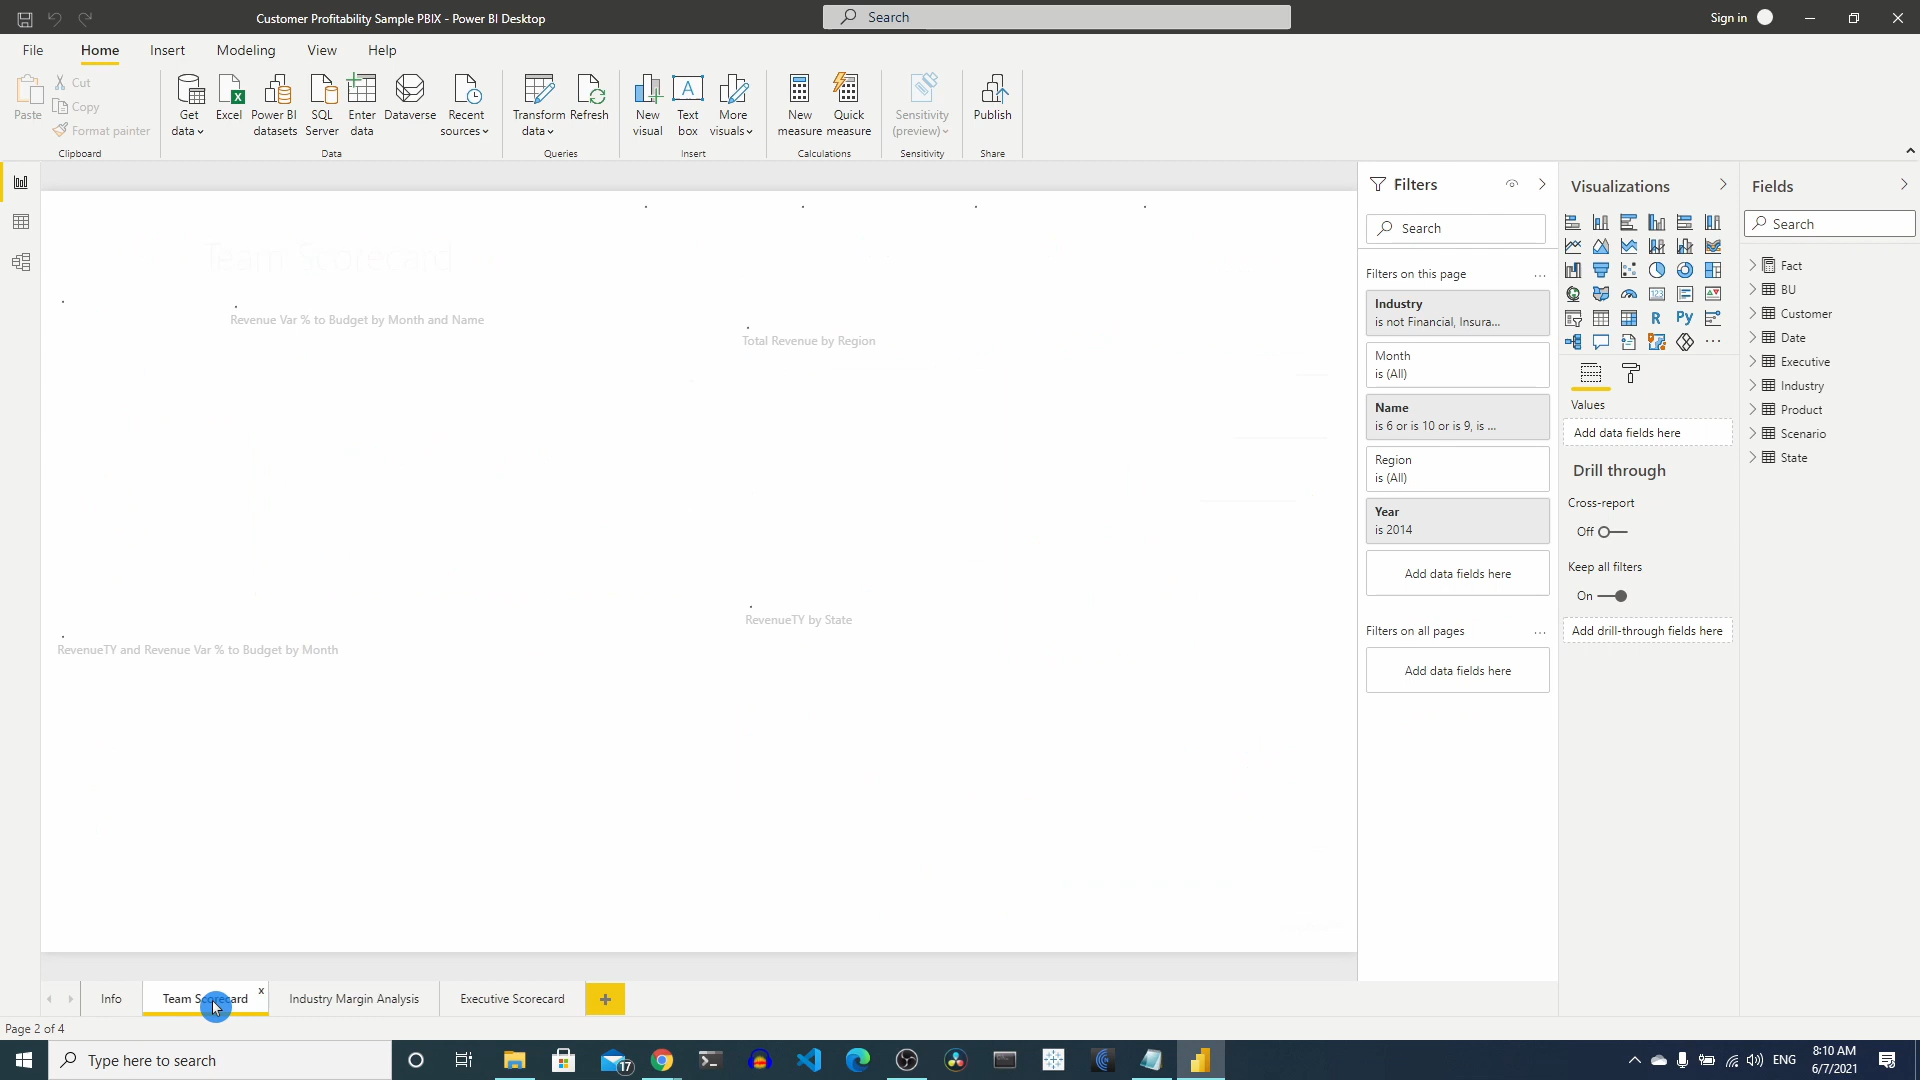 Customer Profitability Sample PBIX - Power BI Desktop
Search
Sign in
File Home Insert Modeling View Help
Paste
Cut
Copy
Format painter
Clipboard
Get data
Excel
Power BI datasets
SQL Server
Enter data
Dataverse
Recent sources
Data
Transform data
Refresh
Queries
New visual
Text box
More visuals
Insert
New measure
Quick measure
Calculations
Sensitivity (preview)
Sensitivity
Publish
Share
Team Scorecard
Revenue Var % to Budget by Month and Name
Total Revenue by Region
RevenueTY by State
RevenueTY and Revenue Var % to Budget by Month
Filters
Search
Filters on this page
Industry
is not Financial, Insura...
Month
is (All)
Name
is 6 or is 10 or is 9, is ...
Region
is (All)
Year
is 2014
Add data fields here
Filters on all pages
Add data fields here
Visualizations
R Py
Values
Add data fields here
Drill through
Cross-report
Off
Keep all filters
On
Add drill-through fields here
Fields
Search
Fact
BU
Customer
Date
Executive
Industry
Product
Scenario
State
Info
Team Scorecard
x
Industry Margin Analysis
Executive Scorecard
+
Page 2 of 4
Type here to search
17
ENG
8:10 AM
6/7/2021